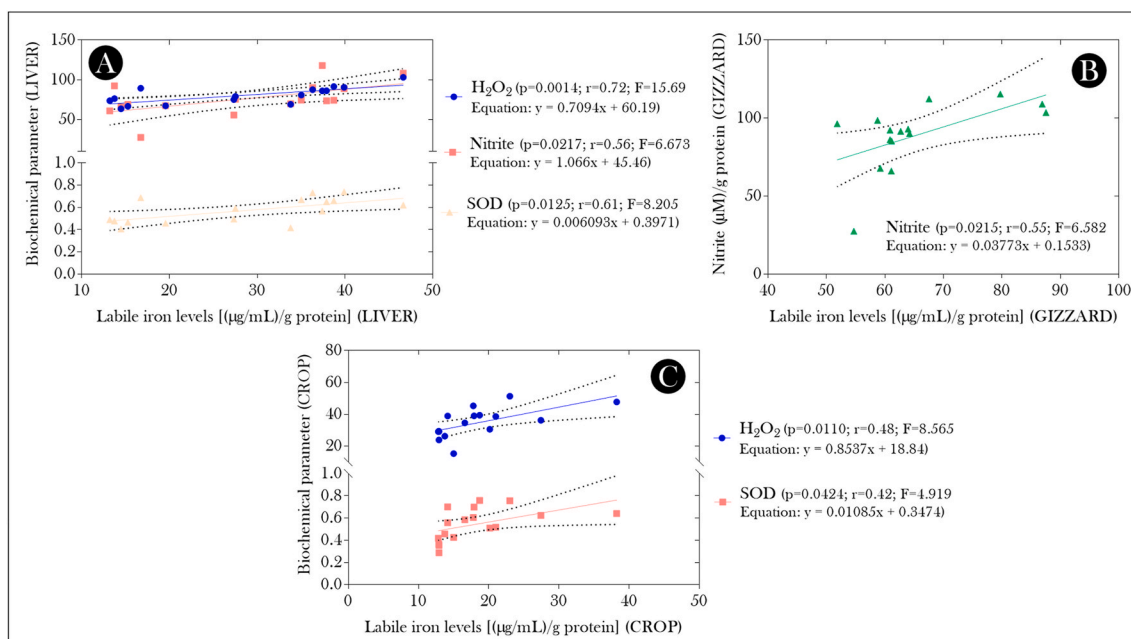 A
Biochemical parameter (LIVER)
150
100
50
1.0
0.8
0.6
0.4
0.2
0.0
10 20 30 40 50
Labile iron levels [(μg/mL)/g protein] (LIVER)
H₂O₂ (p=0.0014; r=0.72; F=15.69
Equation: y = 0.7094x + 60.19)
Nitrite (p=0.0217; r=0.56; F=6.673
Equation: y = 1.066x + 45.46)
SOD (p=0.0125; r=0.61; F=8.205
Equation: y = 0.006093x + 0.3971)
B
Nitrite (μM)/g protein (GIZZARD)
150
100
50
0
40 50 60 70 80 90 100
Labile iron levels [(μg/mL)/g protein] (GIZZARD)
Nitrite (p=0.0215; r=0.55; F=6.582
Equation: y = 0.03773x + 0.1533)
C
Biochemical parameter (CROP)
80
60
40
20
1.0
0.8
0.6
0.4
0.2
0.0
0 10 20 30 40 50
Labile iron levels [(μg/mL)/g protein] (CROP)
H₂O₂ (p=0.0110; r=0.48; F=8.565
Equation: y = 0.8537x + 18.84)
SOD (p=0.0424; r=0.42; F=4.919
Equation: y = 0.01085x + 0.3474)